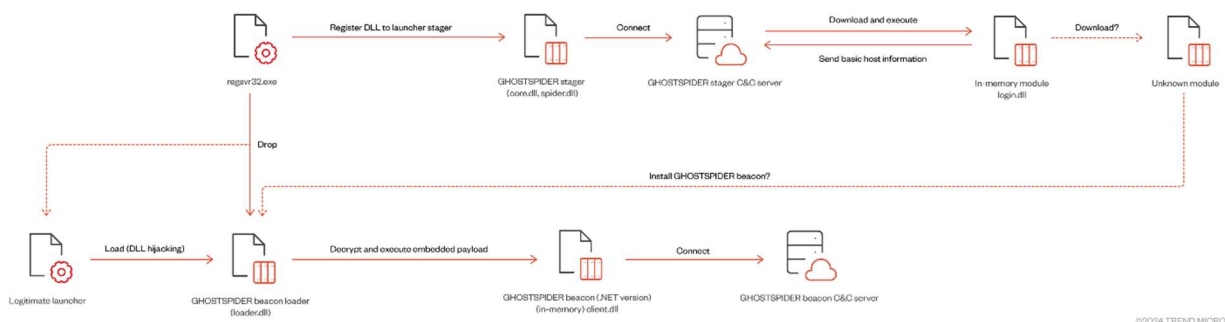 Register DLL to launcher stager
Connect
Download and execute
Download?
Send basic host information
regsvr32.exe
GHOSTSPIDER stager
(core.dll, spider.dll)
GHOSTSPIDER stager C&C server
In-memory module
login.dll
Unknown module
Drop
Install GHOSTSPIDER beacon?
Load (DLL hijacking)
Decrypt and execute embedded payload
Connect
Legitimate launcher
GHOSTSPIDER beacon loader
(loader.dll)
GHOSTSPIDER beacon (.NET version)
(in-memory) client.dll
GHOSTSPIDER beacon C&C server
©2024 TREND MICRO